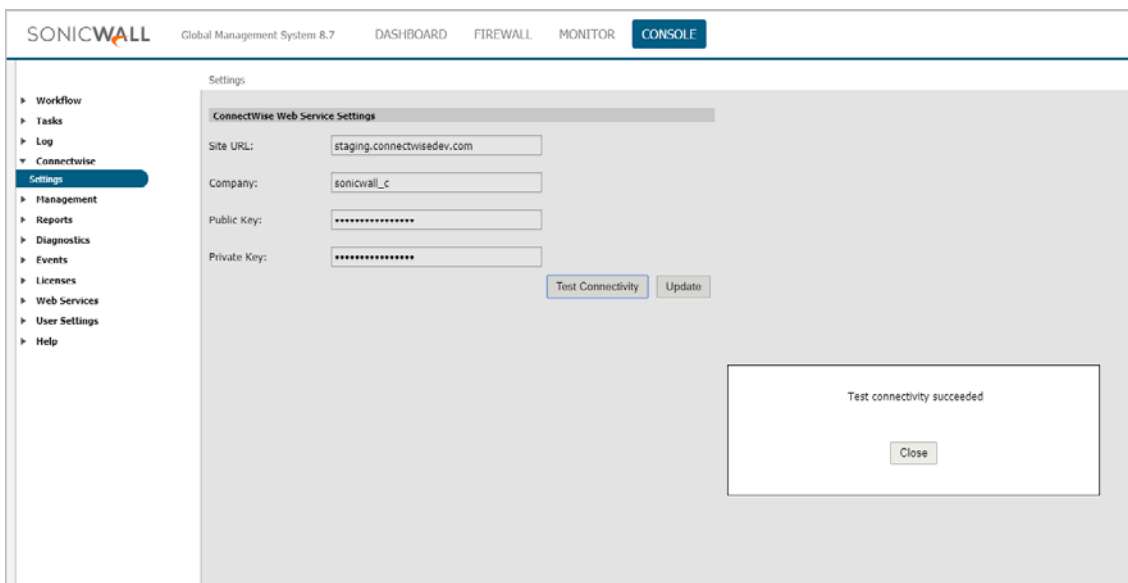 SONICWALL Global Management System 8.7 DASHBOARD FIREWALL MONITOR CONSOLE
Settings
Workflow
Tasks
Log
Connectwise
Settings
Management
Reports
Diagnostics
Events
Licenses
Web Services
User Settings
Help
ConnectWise Web Service Settings
Site URL: staging.connectwisedev.com
Company: sonicwall_c
Public Key: ••••••••••••••••
Private Key: ••••••••••••••••
Test Connectivity Update
Test connectivity succeeded
Close